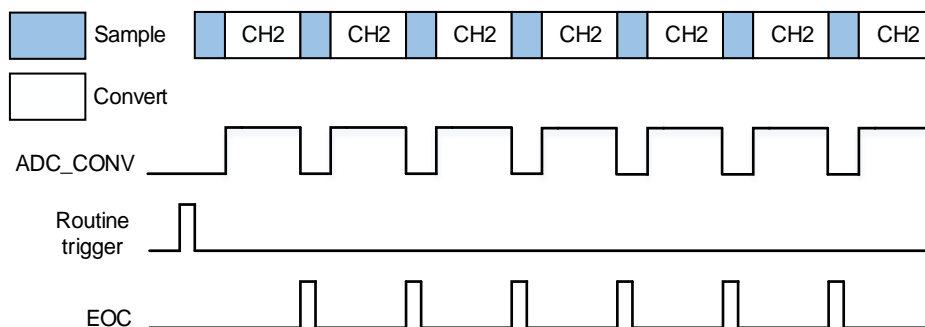 Sample
CH2 CH2 CH2 CH2 CH2 CH2 CH2
Convert
ADC_CONV
Routine
trigger
EOC